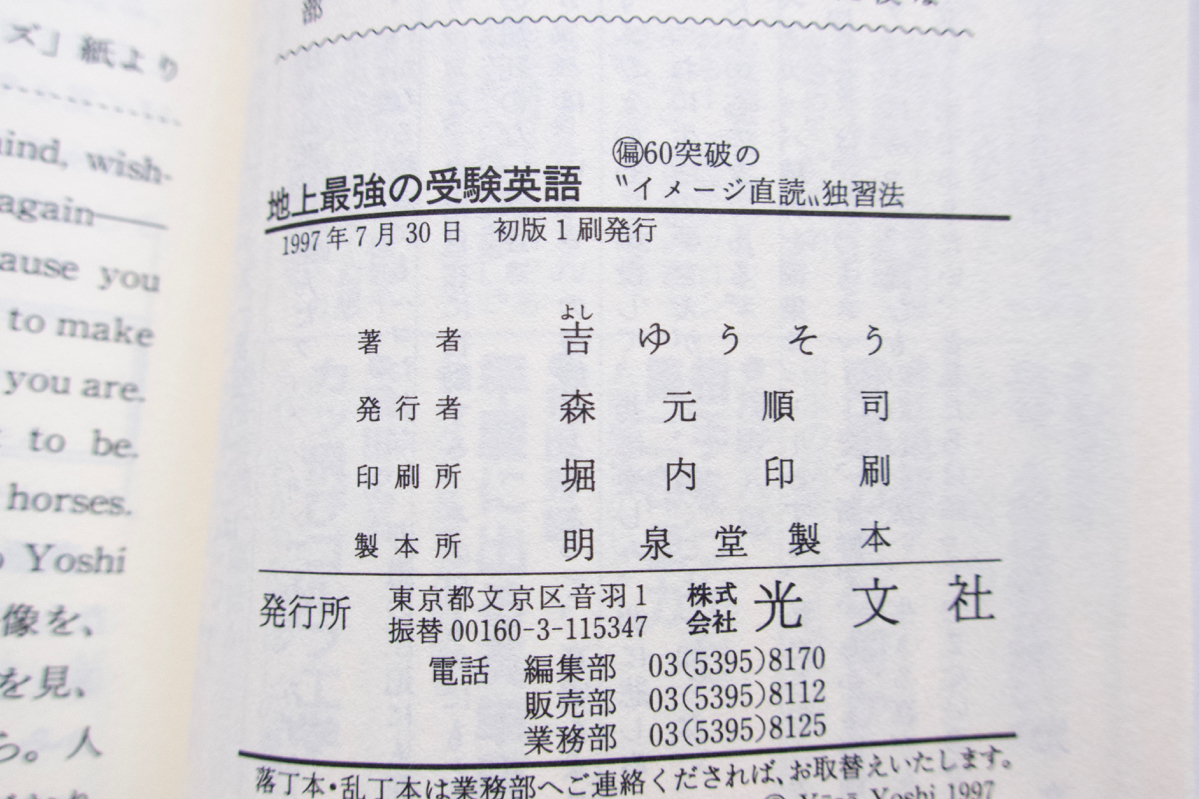 ズ」紙より
mind, wish-
again——
ause you
to make
you are.
to be.
horses.
Yoshi
像を、
を見、
人
部
地上最強の受験英語
㊝60突破の
〝イメージ直読〟独習法
1997年7月30日 初版1刷発行
よし
著者 吉ゆうそう
発行者 森元順司
印刷所 堀内印刷
製本所 明泉堂製本
発行所 東京都文京区音羽1 株式会社 光文社
振替00160-3-115347
電話 編集部 03(5395)8170
販売部 03(5395)8112
業務部 03(5395)8125
落丁本・乱丁本は業務部へご連絡くだされば、お取替えいたします。
Yoshi 1997